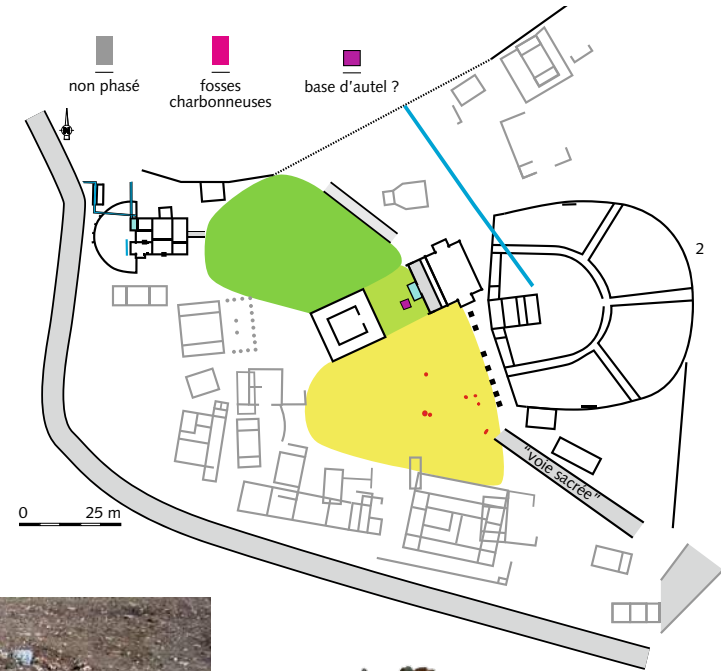 non phasé
fosses
charbonneuses
base d'autel ?
2
"voie sacrée"
0 25 m